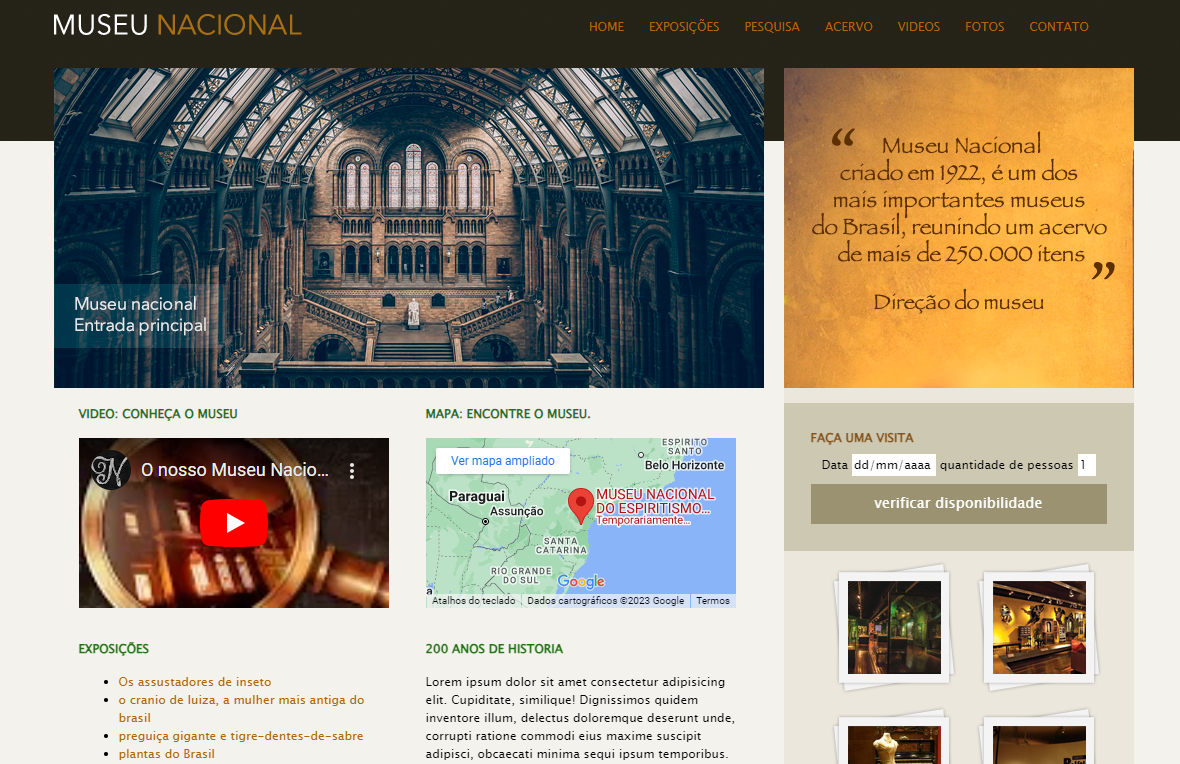 MUSEU NACIONAL
HOME EXPOSIÇÕES PESQUISA ACERVO VIDEOS FOTOS CONTATO
Museu nacional
Entrada principal
“ Museu Nacional
criado em 1922, é um dos
mais importantes museus
do Brasil, reunindo um acervo
de mais de 250.000 itens ”
Direção do museu
VIDEO: CONHEÇA O MUSEU
N O nosso Museu Nacio...
MAPA: ENCONTRE O MUSEU.
Ver mapa ampliado
ESPIRITO
SANTO
Belo Horizonte
Paraguai
Assunção
MUSEU NACIONAL
DO ESPIRITISMO...
Temporariamente...
SANTA
CATARINA
RIO GRANDE
DO SUL
Google
a
Atalhos do teclado Dados cartográficos ©2023 Google Termos
FAÇA UMA VISITA
Data dd/mm/aaaa quantidade de pessoas 1
verificar disponibilidade
EXPOSIÇÕES
Os assustadores de inseto
o cranio de luiza, a mulher mais antiga do
brasil
preguiça gigante e tigre-dentes-de-sabre
plantas do Brasil
200 ANOS DE HISTORIA
Lorem ipsum dolor sit amet consectetur adipisicing
elit. Cupiditate, similique! Dignissimos quidem
inventore illum, delectus doloremque deserunt unde,
corrupti ratione commodi eius maxime suscipit
adipisci, obcaecati minima sequi ipsum temporibus.